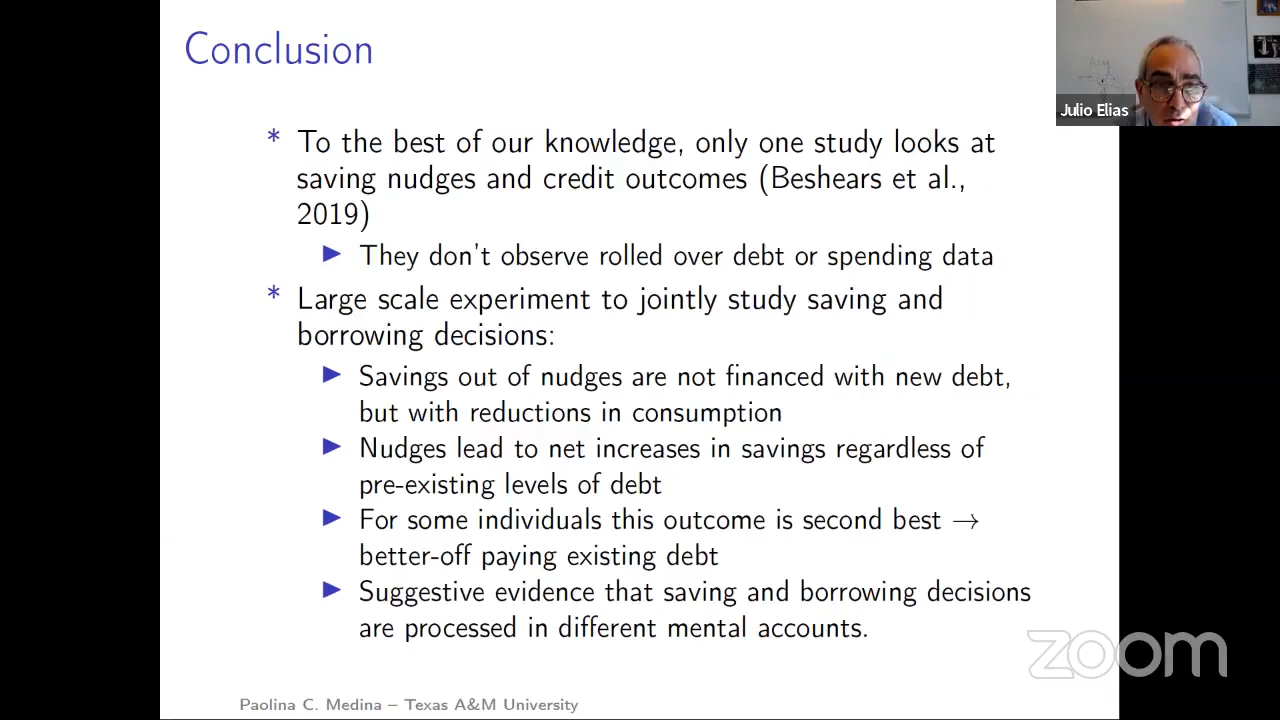 Conclusion
* To the best of our knowledge, only one study looks at
saving nudges and credit outcomes (Beshears et al.,
2019)
▶ They don't observe rolled over debt or spending data
* Large scale experiment to jointly study saving and
borrowing decisions:
▶ Savings out of nudges are not financed with new debt,
but with reductions in consumption
▶ Nudges lead to net increases in savings regardless of
pre-existing levels of debt
▶ For some individuals this outcome is second best →
better-off paying existing debt
▶ Suggestive evidence that saving and borrowing decisions
are processed in different mental accounts.
Paolina C. Medina – Texas A&M University
Julio Elias
zoom